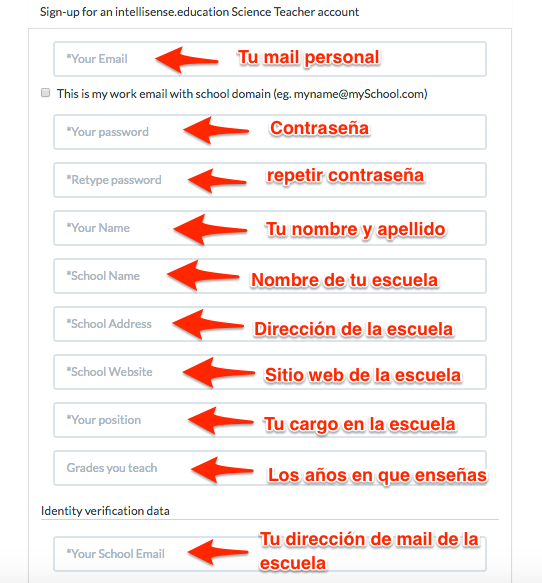 Sign-up for an intellisense.education Science Teacher account
*Your Email Tu mail personal
This is my work email with school domain (eg. myname@mySchool.com)
*Your password Contraseña
*Retype password repetir contraseña
*Your Name Tu nombre y apellido
*School Name Nombre de tu escuela
*School Address Dirección de la escuela
*School Website Sitio web de la escuela
*Your position Tu cargo en la escuela
Grades you teach Los años en que enseñas
Identity verification data
*Your School Email Tu dirección de mail de la
escuela